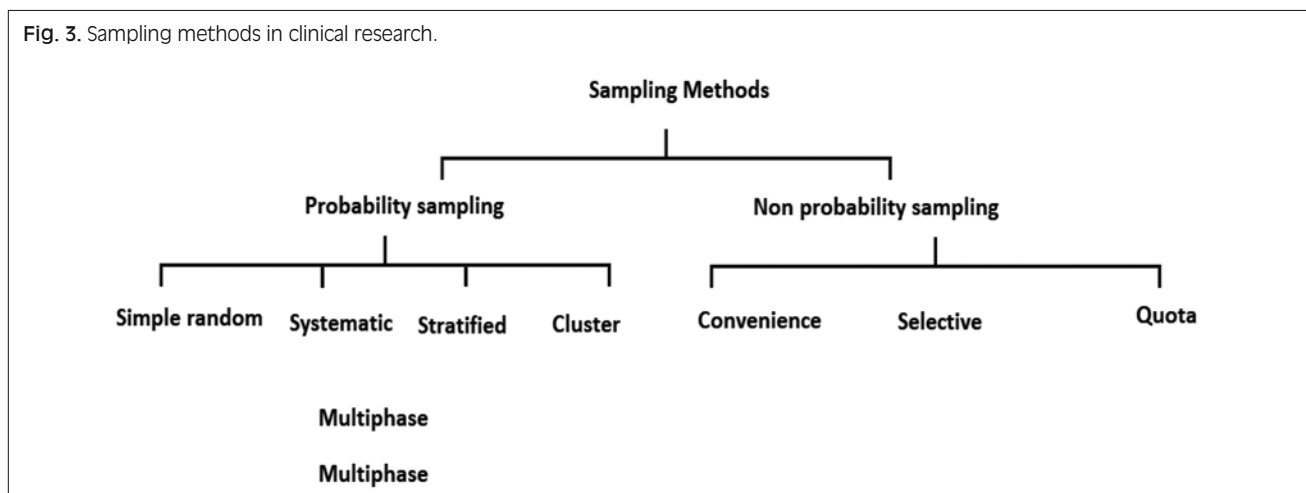 Fig. 3. Sampling methods in clinical research.
Sampling Methods
Probability sampling Non probability sampling
Simple random Systematic Stratified Cluster Convenience Selective Quota
Multiphase
Multiphase